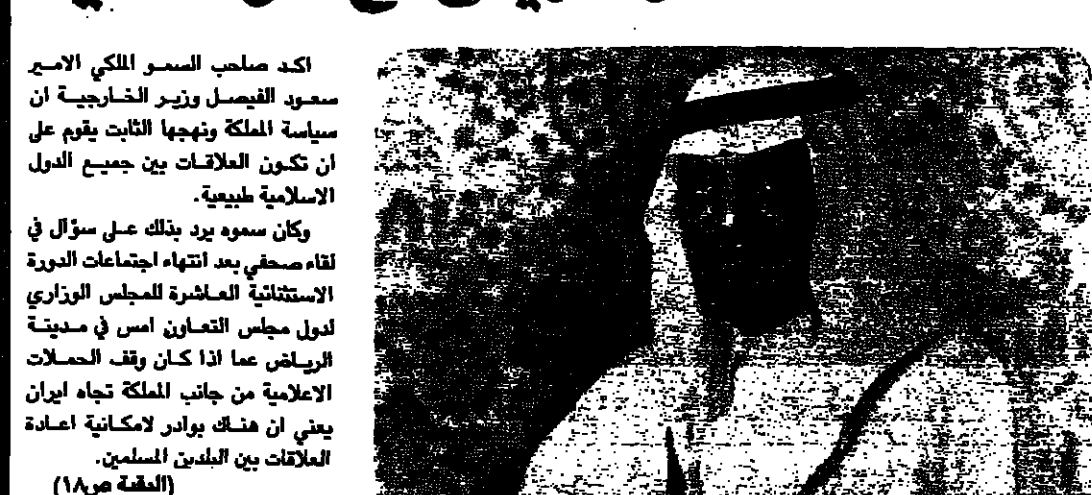 اكد صاحب السمو الملكي الامير
سعود الفيصل وزير الخارجية ان
سياسة المملكة ونهجها الثابت يقوم على
ان تكون العلاقات بين جميع الدول
الاسلامية طبيعية.
وكان سموه يرد بذلك على سؤال في
لقاء صحفي بعد انتهاء اجتماعات الدورة
الاستثنائية العاشرة للمجلس الوزاري
لدول مجلس التعاون امس في مدينة
الرياض عما اذا كان وقف الحملات
الاعلامية من جانب المملكة تجاه ايران
يعني ان هناك بوادر لامكانية اعادة
العلاقات بين البلدين المسلمين.
(البقية ص١٨)